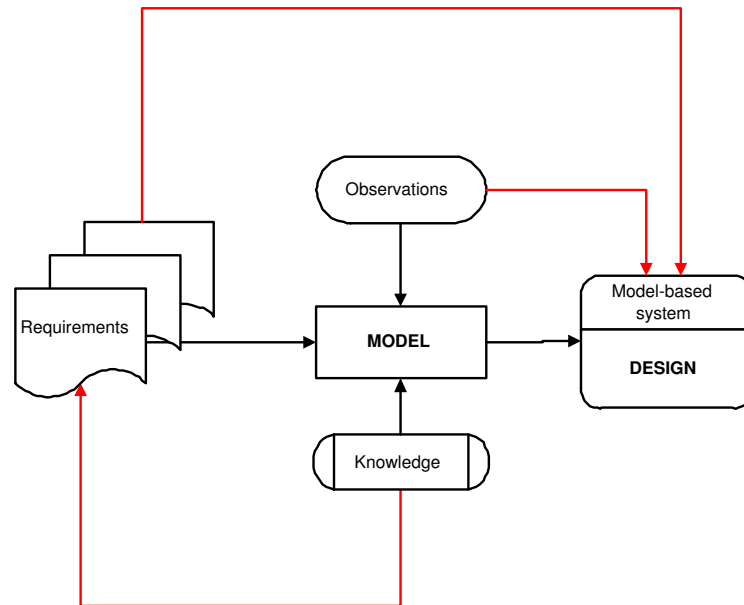 Observations
Requirements
MODEL
Model-based
system
DESIGN
Knowledge